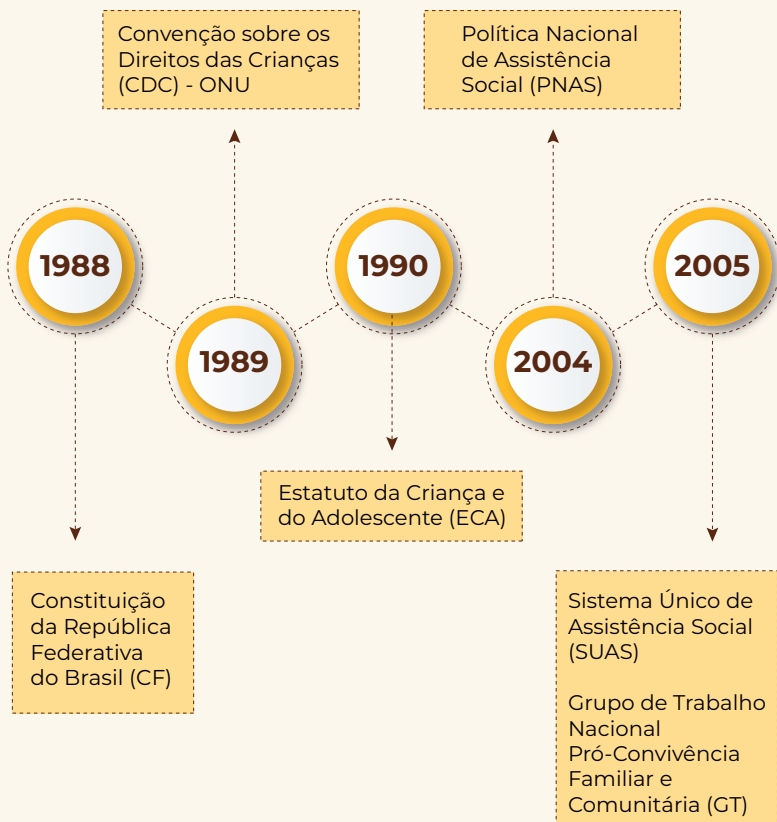 Convenção sobre os
Direitos das Crianças
(CDC) - ONU
Política Nacional
de Assistência
Social (PNAS)
1988
1989
1990
2004
2005
Estatuto da Criança e
do Adolescente (ECA)
Constituição
da República
Federativa
do Brasil (CF)
Sistema Único de
Assistência Social
(SUAS)
Grupo de Trabalho
Nacional
Pró-Convivência
Familiar e
Comunitária (GT)